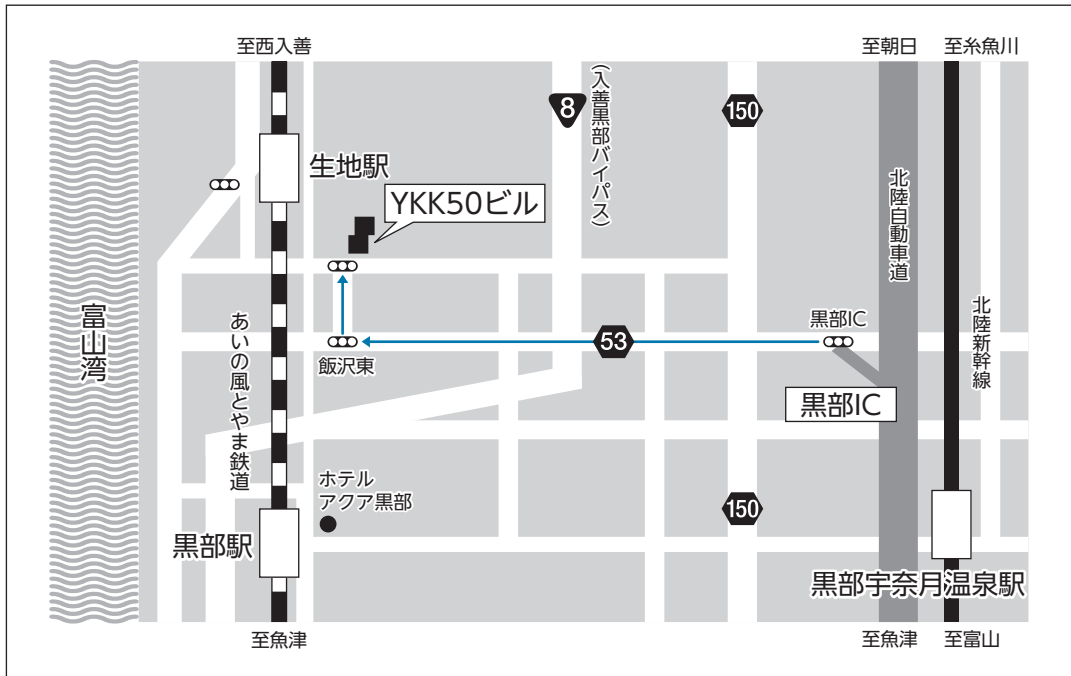 至西入善
至朝日
至糸魚川
8
(入善黒部バイパス)
150
生地駅
YKK50ビル
北陸自動車道
富山湾
あいの風とやま鉄道
飯沢東
53
黒部IC
北陸新幹線
黒部IC
ホテル
アクア黒部
150
黒部駅
黒部宇奈月温泉駅
至魚津
至魚津
至富山